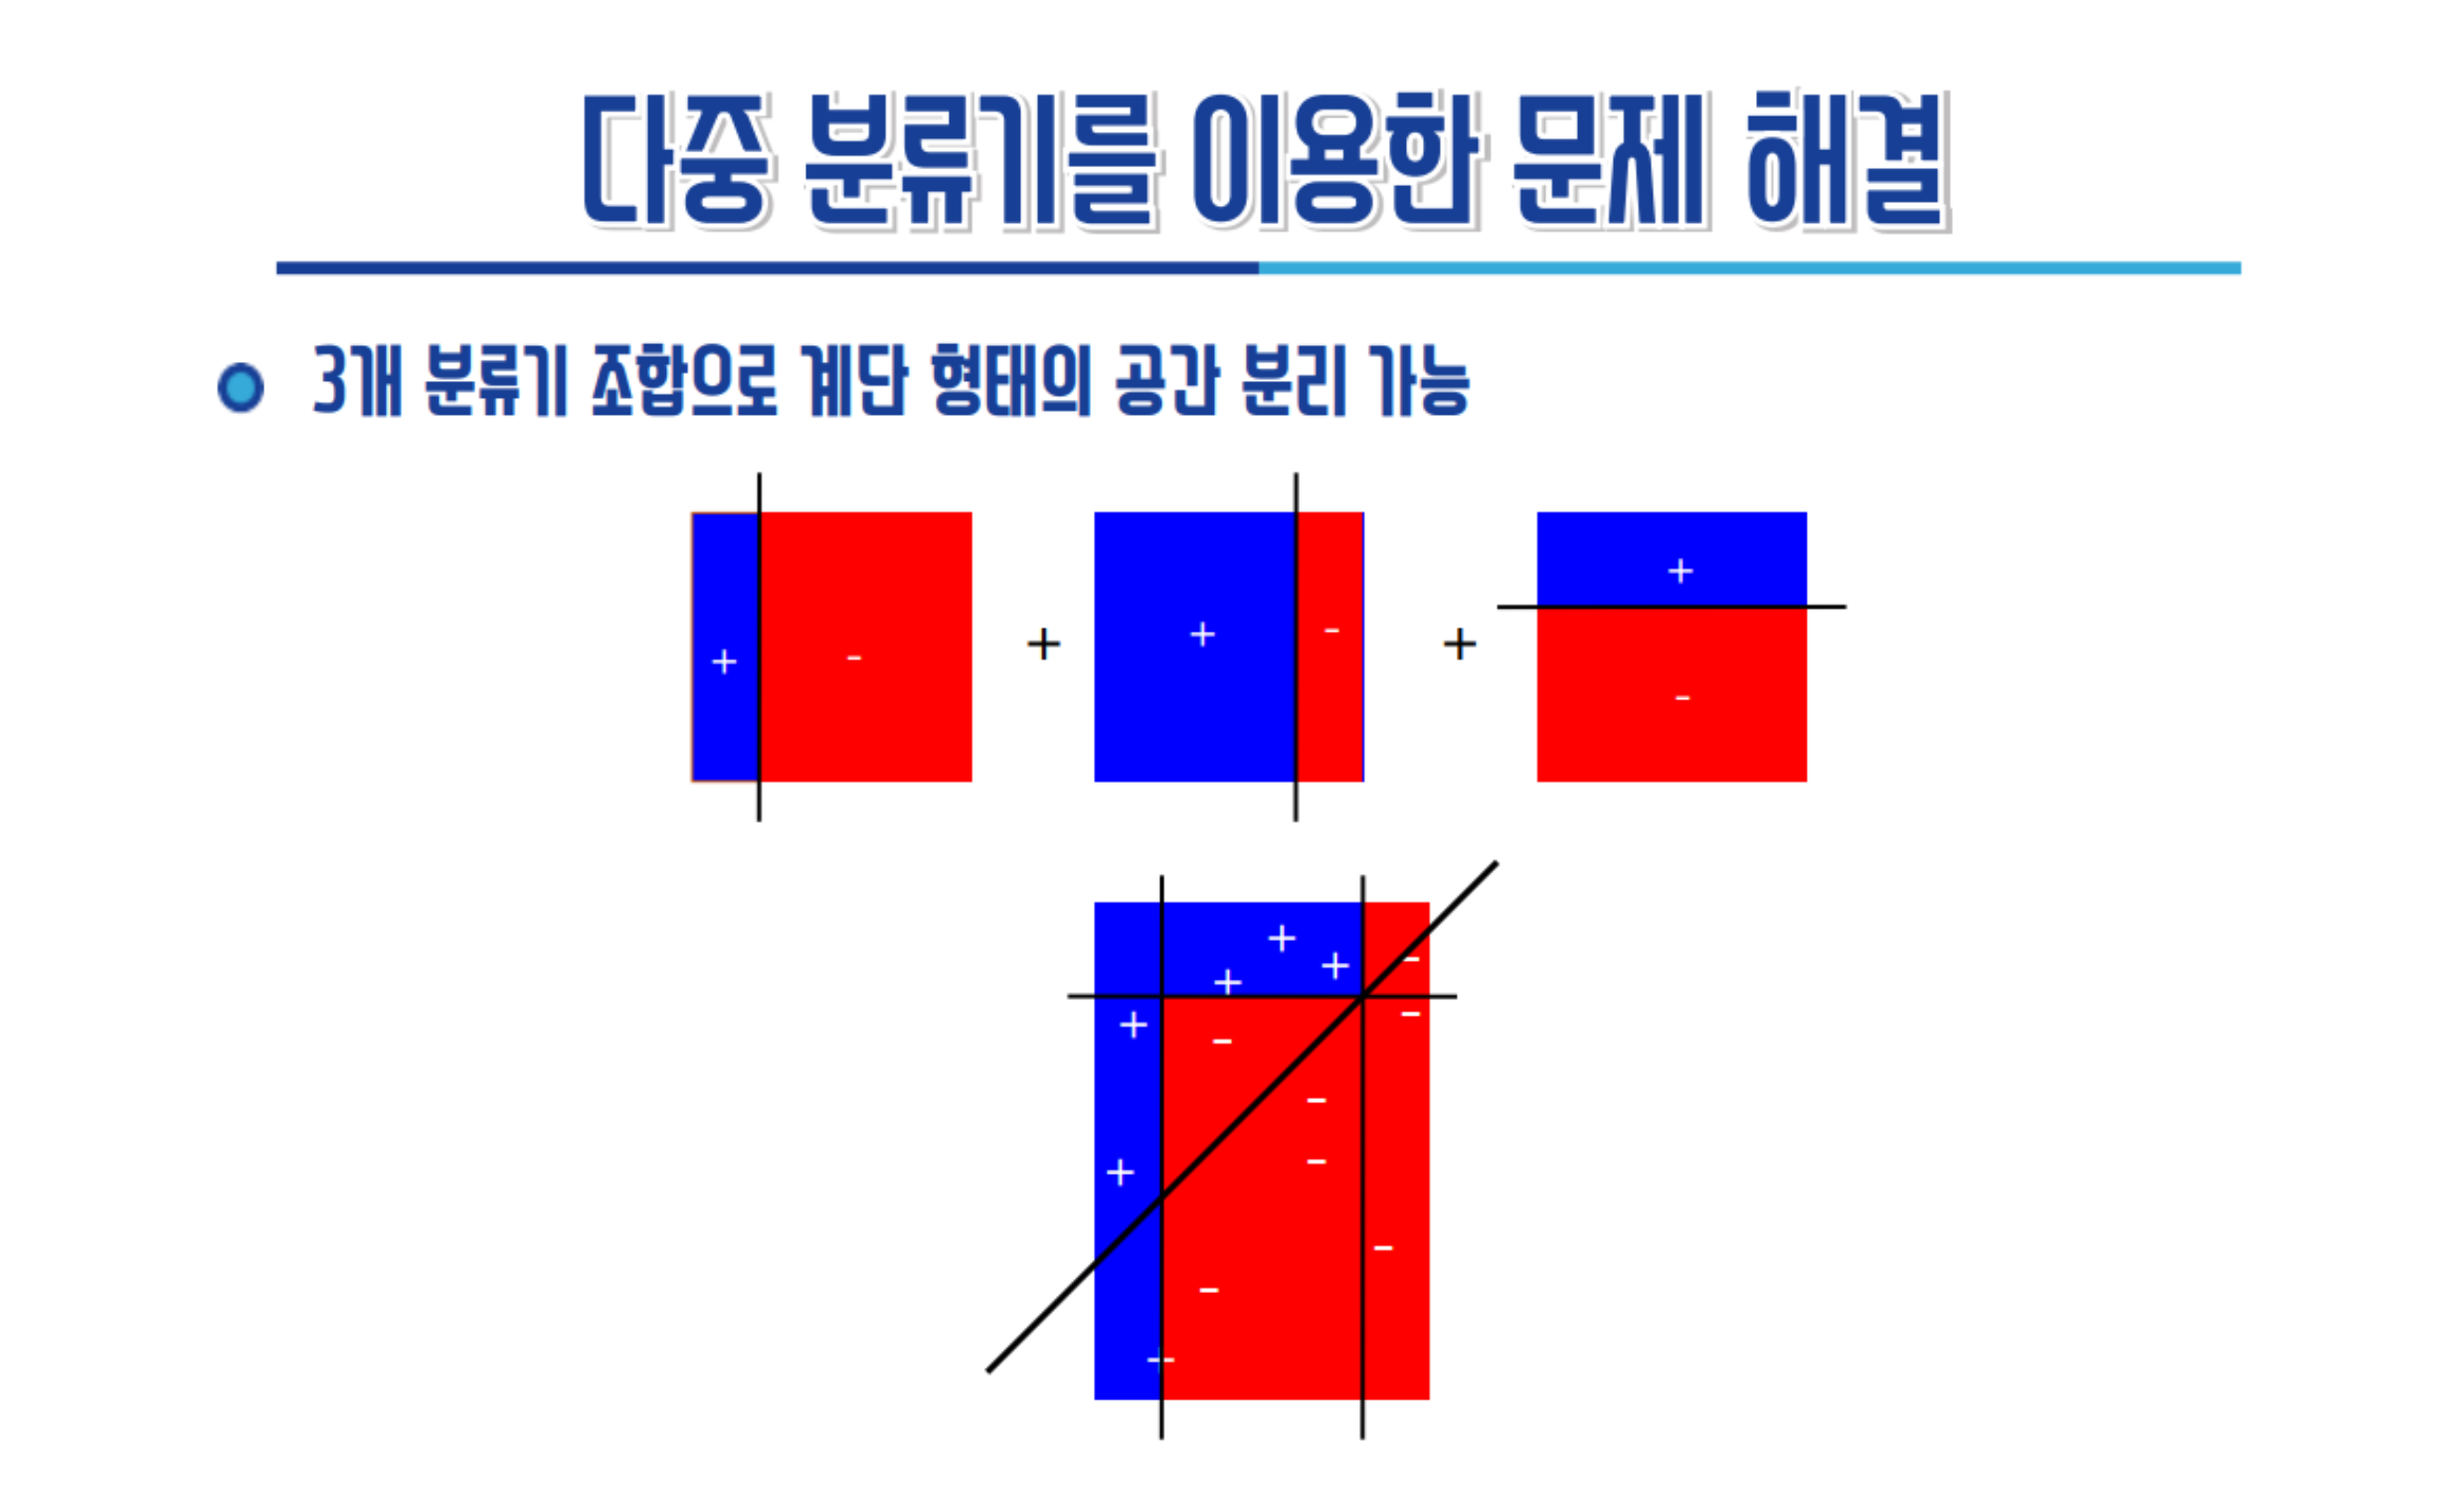 다중 분류기를 이용한 문제 해결
3개 분류기 조합으로 계단 형태의 공간 분리 가능
+ - + + - + + -
+
+ +
-
+ - -
-
+ -
-
-
+